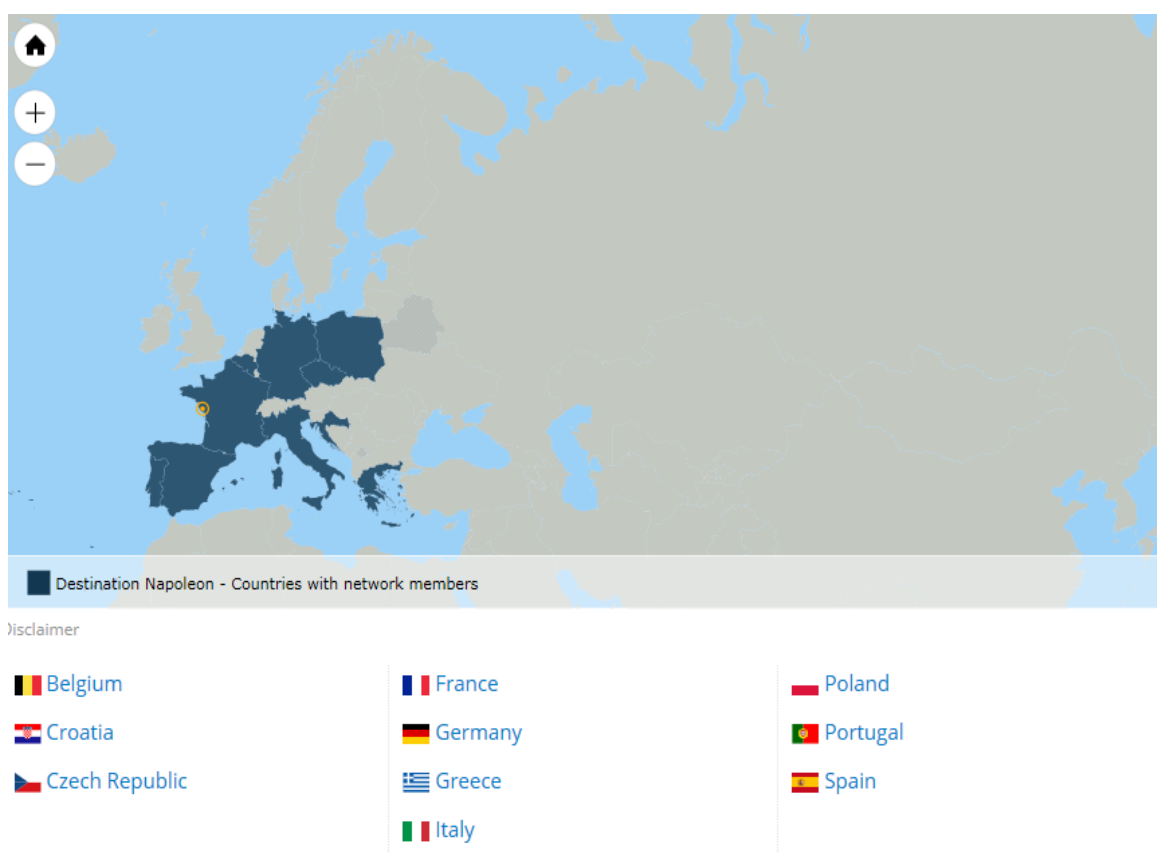 Destination Napoleon - Countries with network members
Disclaimer
Belgium
Croatia
Czech Republic
France
Germany
Greece
Italy
Poland
Portugal
Spain